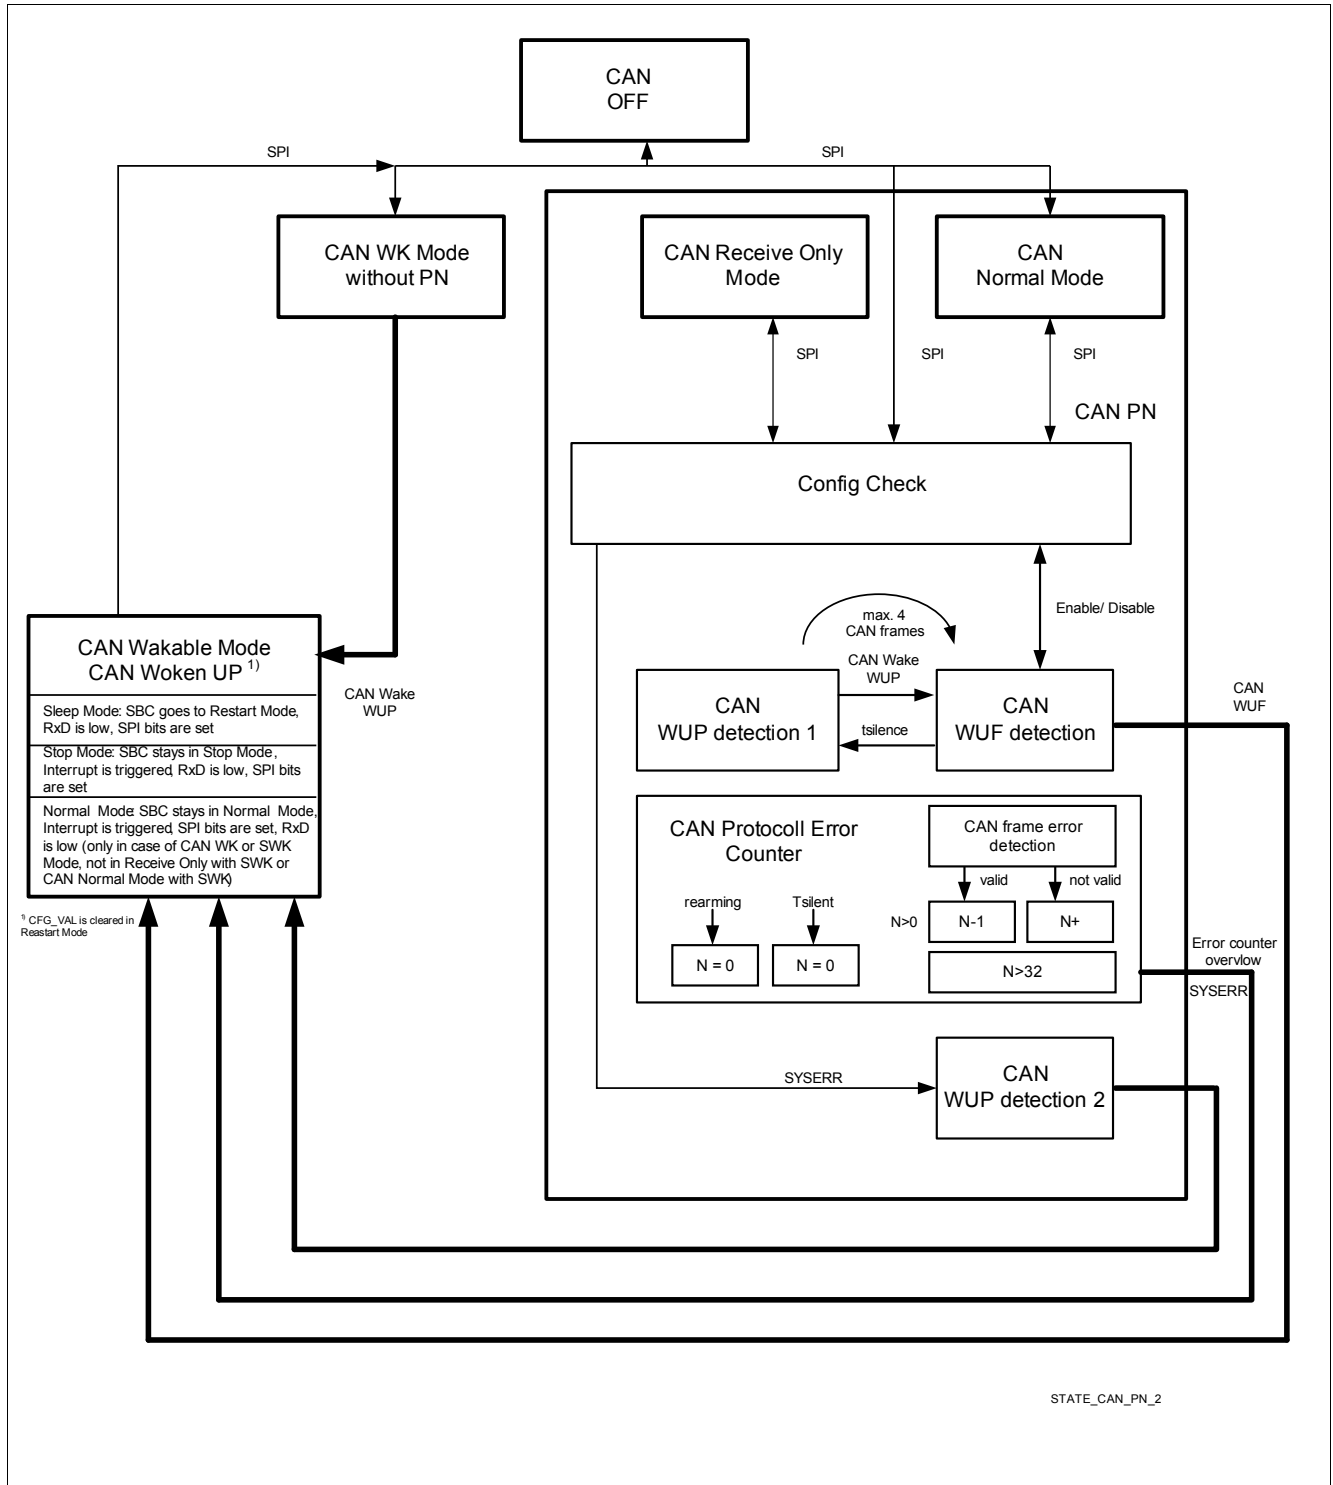 CAN
OFF
SPI
SPI
CAN WK Mode
without PN
CAN Receive Only
Mode
CAN
Normal Mode
SPI
SPI
SPI
CAN PN
Config Check
max. 4
CAN frames
Enable/ Disable
CAN Wake
WUP
CAN Wakable Mode
CAN Woken UP 1)
Sleep Mode: SBC goes to Restart Mode,
RxD is low, SPI bits are set
Stop Mode: SBC stays in Stop Mode,
Interrupt is triggered, RxD is low, SPI bits
are set
Normal Mode: SBC stays in Normal Mode,
Interrupt is triggered, SPI bits are set, RxD
is low (only in case of CAN WK or SWK
Mode, not in Receive Only with SWK or
CAN Normal Mode with SWK)
1) CFG_VAL is cleared in
Reastart Mode
CAN Wake
WUP
CAN
WUP detection 1
tsilence
CAN
WUF detection
CAN
WUF
CAN Protocoll Error
Counter
CAN frame error
detection
valid
not valid
rearming
Tsilent
N>0
N-1
N+
N = 0
N = 0
N>32
Error counter
overvlow
SYSERR
SYSERR
CAN
WUP detection 2
STATE_CAN_PN_2